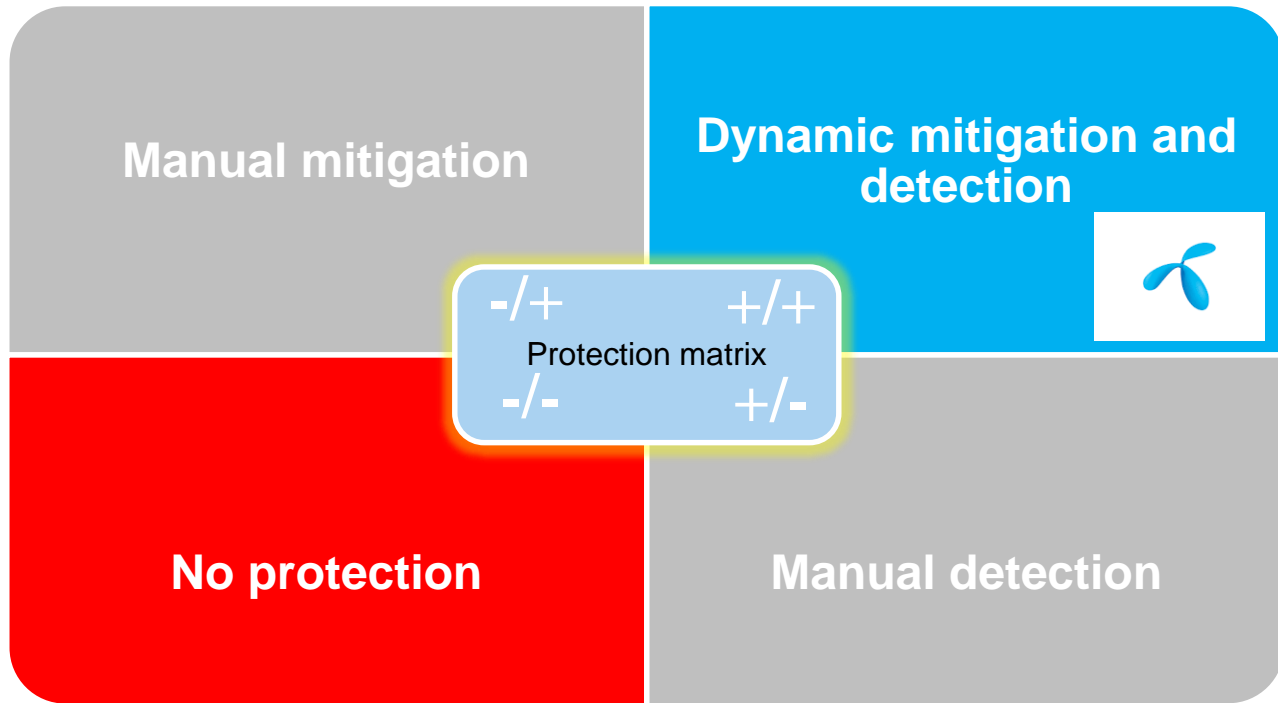 Manual mitigation
Dynamic mitigation and
detection
-/+
+/+
Protection matrix
-/-
+/-
No protection
Manual detection